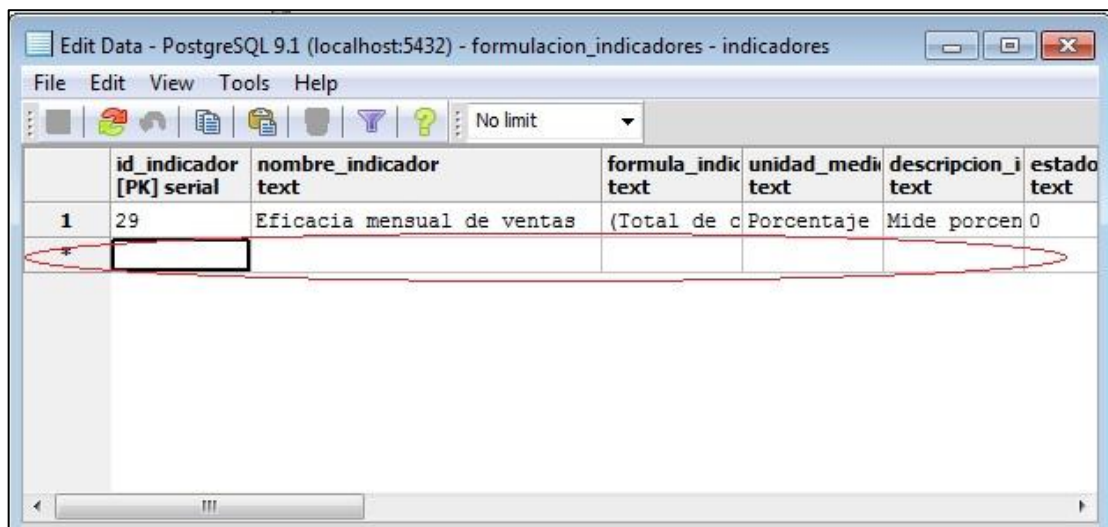 Edit Data - PostgreSQL 9.1 (localhost:5432) - formulacion_indicadores - indicadores
File Edit View Tools Help
No limit
id_indicador nombre_indicador formula_indic unidad_medi descripcion_i estado
[PK] serial text text text text text
1 29 Eficacia mensual de ventas (Total de c Porcentaje Mide porcen 0
*